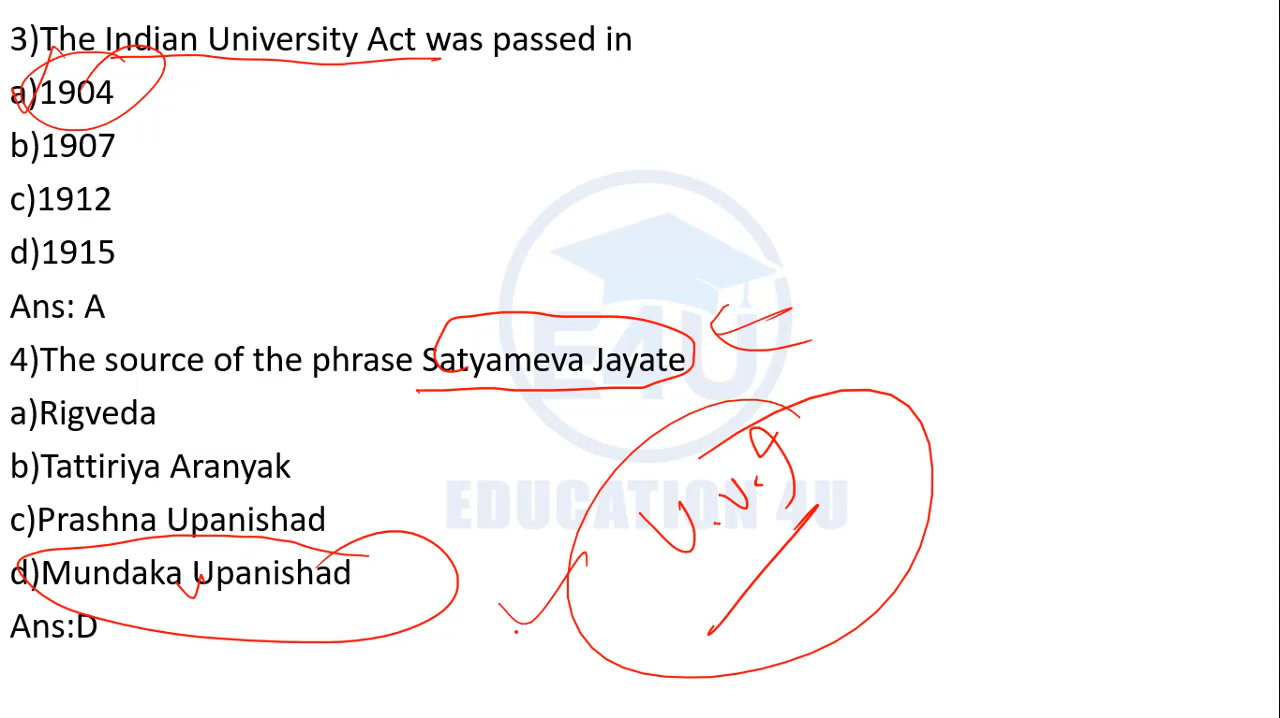 3)The Indian University Act was passed in
a)1904
b)1907
c)1912
d)1915
Ans: A
4)The source of the phrase Satyameva Jayate
a)Rigveda
b)Tattiriya Aranyak
c)Prashna Upanishad
d)Mundaka Upanishad
Ans:D
E4U
EDUCATION 4U